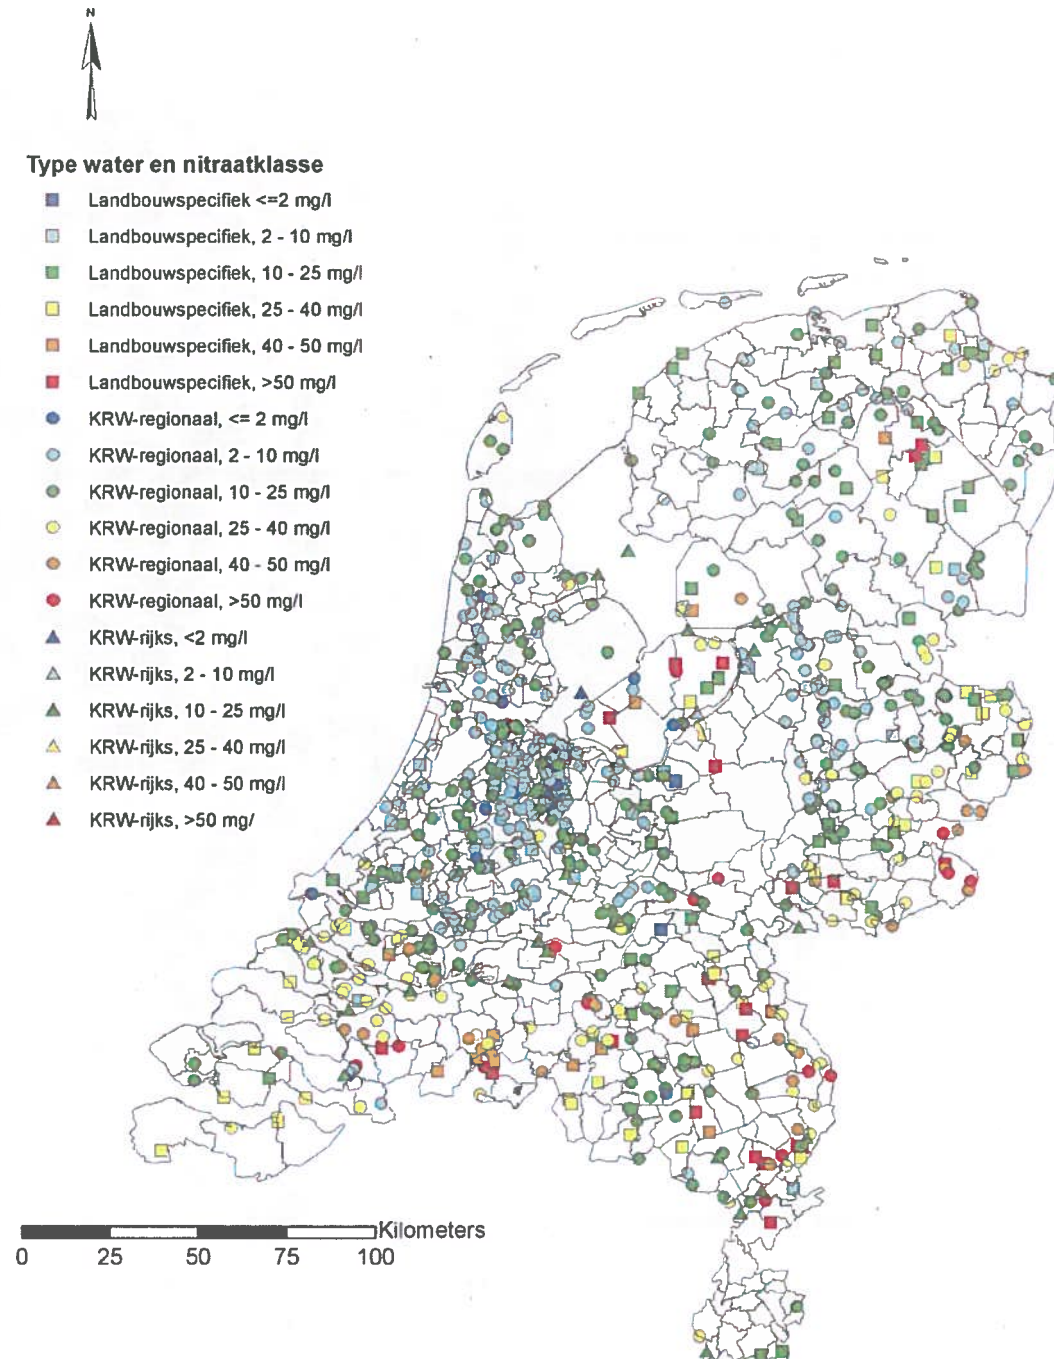 N
Type water en nitraatklasse
Landbouwspecifiek <=2 mg/l
Landbouwspecifiek, 2 - 10 mg/l
Landbouwspecifiek, 10 - 25 mg/l
Landbouwspecifiek, 25 - 40 mg/l
Landbouwspecifiek, 40 - 50 mg/l
Landbouwspecifiek, >50 mg/l
KRW-regionaal, <= 2 mg/l
KRW-regionaal, 2 - 10 mg/l
KRW-regionaal, 10 - 25 mg/l
KRW-regionaal, 25 - 40 mg/l
KRW-regionaal, 40 - 50 mg/l
KRW-regionaal, >50 mg/l
KRW-rijks, <2 mg/l
KRW-rijks, 2 - 10 mg/l
KRW-rijks, 10 - 25 mg/l
KRW-rijks, 25 - 40 mg/l
KRW-rijks, 40 - 50 mg/l
KRW-rijks, >50 mg/
Kilometers
0 25 50 75 100